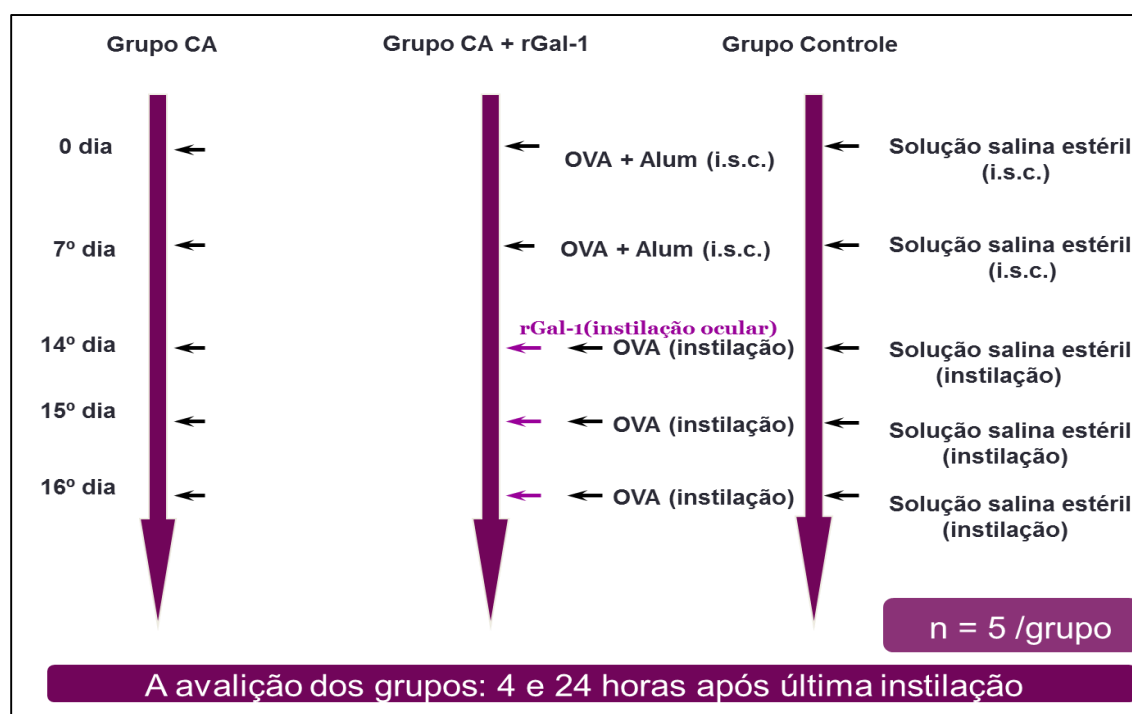 Grupo CA
Grupo CA + rGal-1
Grupo Controle
0 dia
OVA + Alum (i.s.c.)
Solução salina estéril
(i.s.c.)
7º dia
OVA + Alum (i.s.c.)
Solução salina estéril
(i.s.c.)
rGal-1(instilação ocular)
14º dia
OVA (instilação)
Solução salina estéril
(instilação)
15º dia
OVA (instilação)
Solução salina estéril
(instilação)
16º dia
OVA (instilação)
Solução salina estéril
(instilação)
n = 5 /grupo
A avalição dos grupos: 4 e 24 horas após última instilação